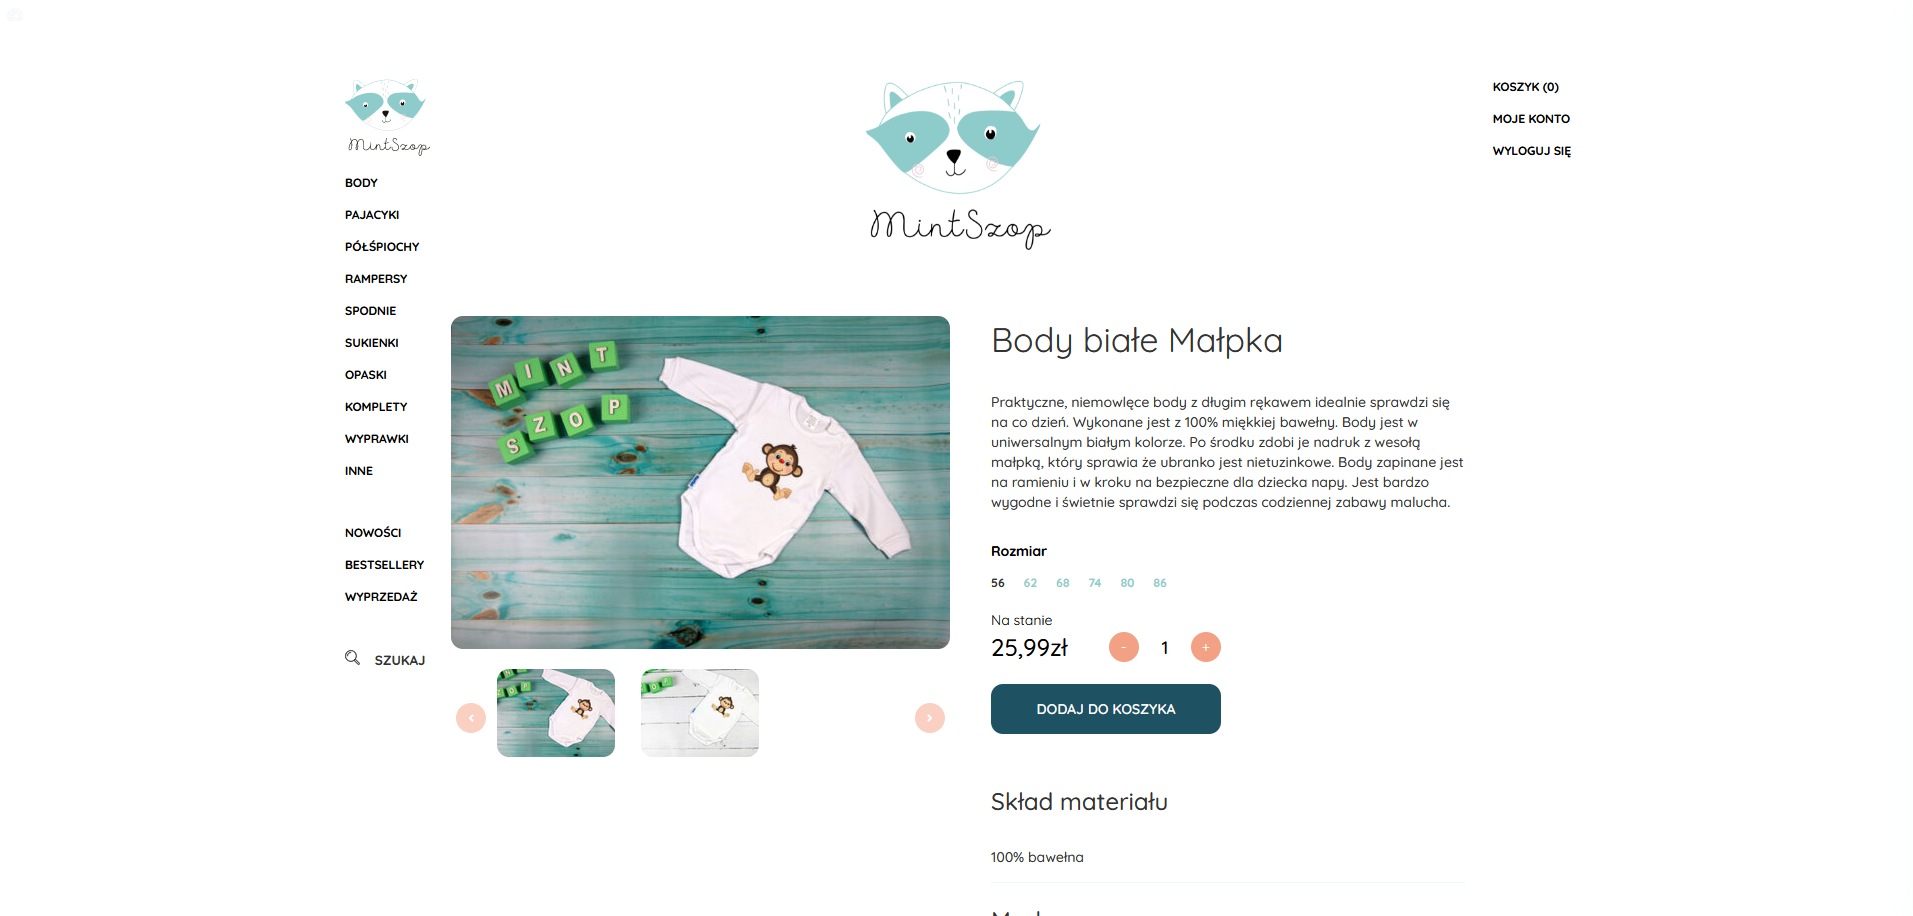 MintSzop
BODY
PAJACYKI
PÓŁŚPIOCHY
RAMPERSY
SPODNIE
SUKIENKI
OPASKI
KOMPLETY
WYPRAWKI
INNE
NOWOŚCI
BESTSELLERY
WYPRZEDAŻ
SZUKAJ
MintSzop
KOSZYK (0)
MOJE KONTO
WYLOGUJ SIĘ
MINT
SZOP
Body białe Małpka
Praktyczne, niemowlęce body z długim rękawem idealnie sprawdzi się
na co dzień. Wykonane jest z 100% miękkiej bawełny. Body jest w
uniwersalnym białym kolorze. Po środku zdobi je nadruk z wesołą
małpką, który sprawia że ubranko jest nietuzinkowe. Body zapinane jest
na ramieniu i w kroku na bezpieczne dla dziecka napy. Jest bardzo
wygodne i świetnie sprawdzi się podczas codziennej zabawy malucha.
Rozmiar
56 62 68 74 80 86
Na stanie
25,99zł - 1 +
DODAJ DO KOSZYKA
Skład materiału
100% bawełna